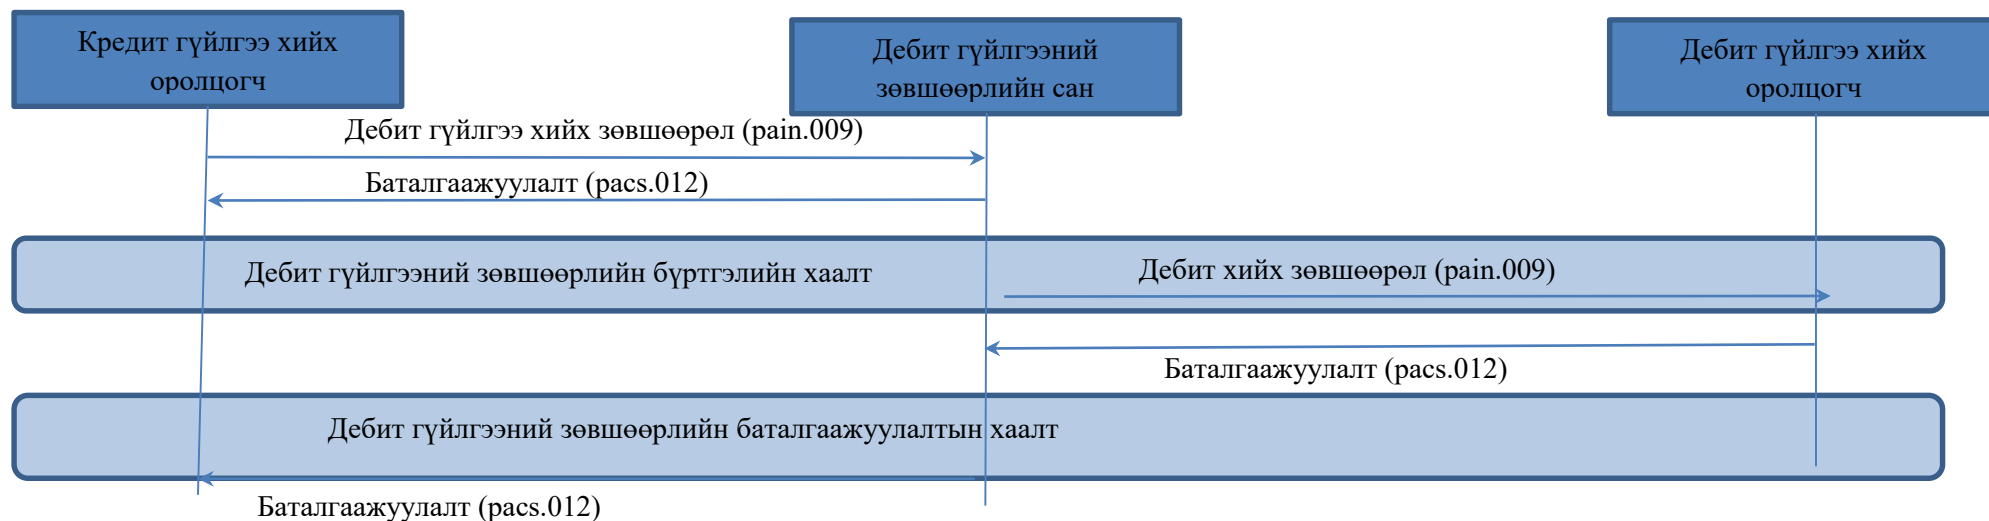 Кредит гүйлгээ хийх
оролцогч
Дебит гүйлгээний
зөвшөөрлийн сан
Дебит гүйлгээ хийх
оролцогч
Дебит гүйлгээ хийх зөвшөөрөл (pain.009)
Баталгаажуулалт (pacs.012)
Дебит гүйлгээний зөвшөөрлийн бүртгэлийн хаалт
Дебит хийх зөвшөөрөл (pain.009)
Баталгаажуулалт (pacs.012)
Дебит гүйлгээний зөвшөөрлийн баталгаажуулалтын хаалт
Баталгаажуулалт (pacs.012)